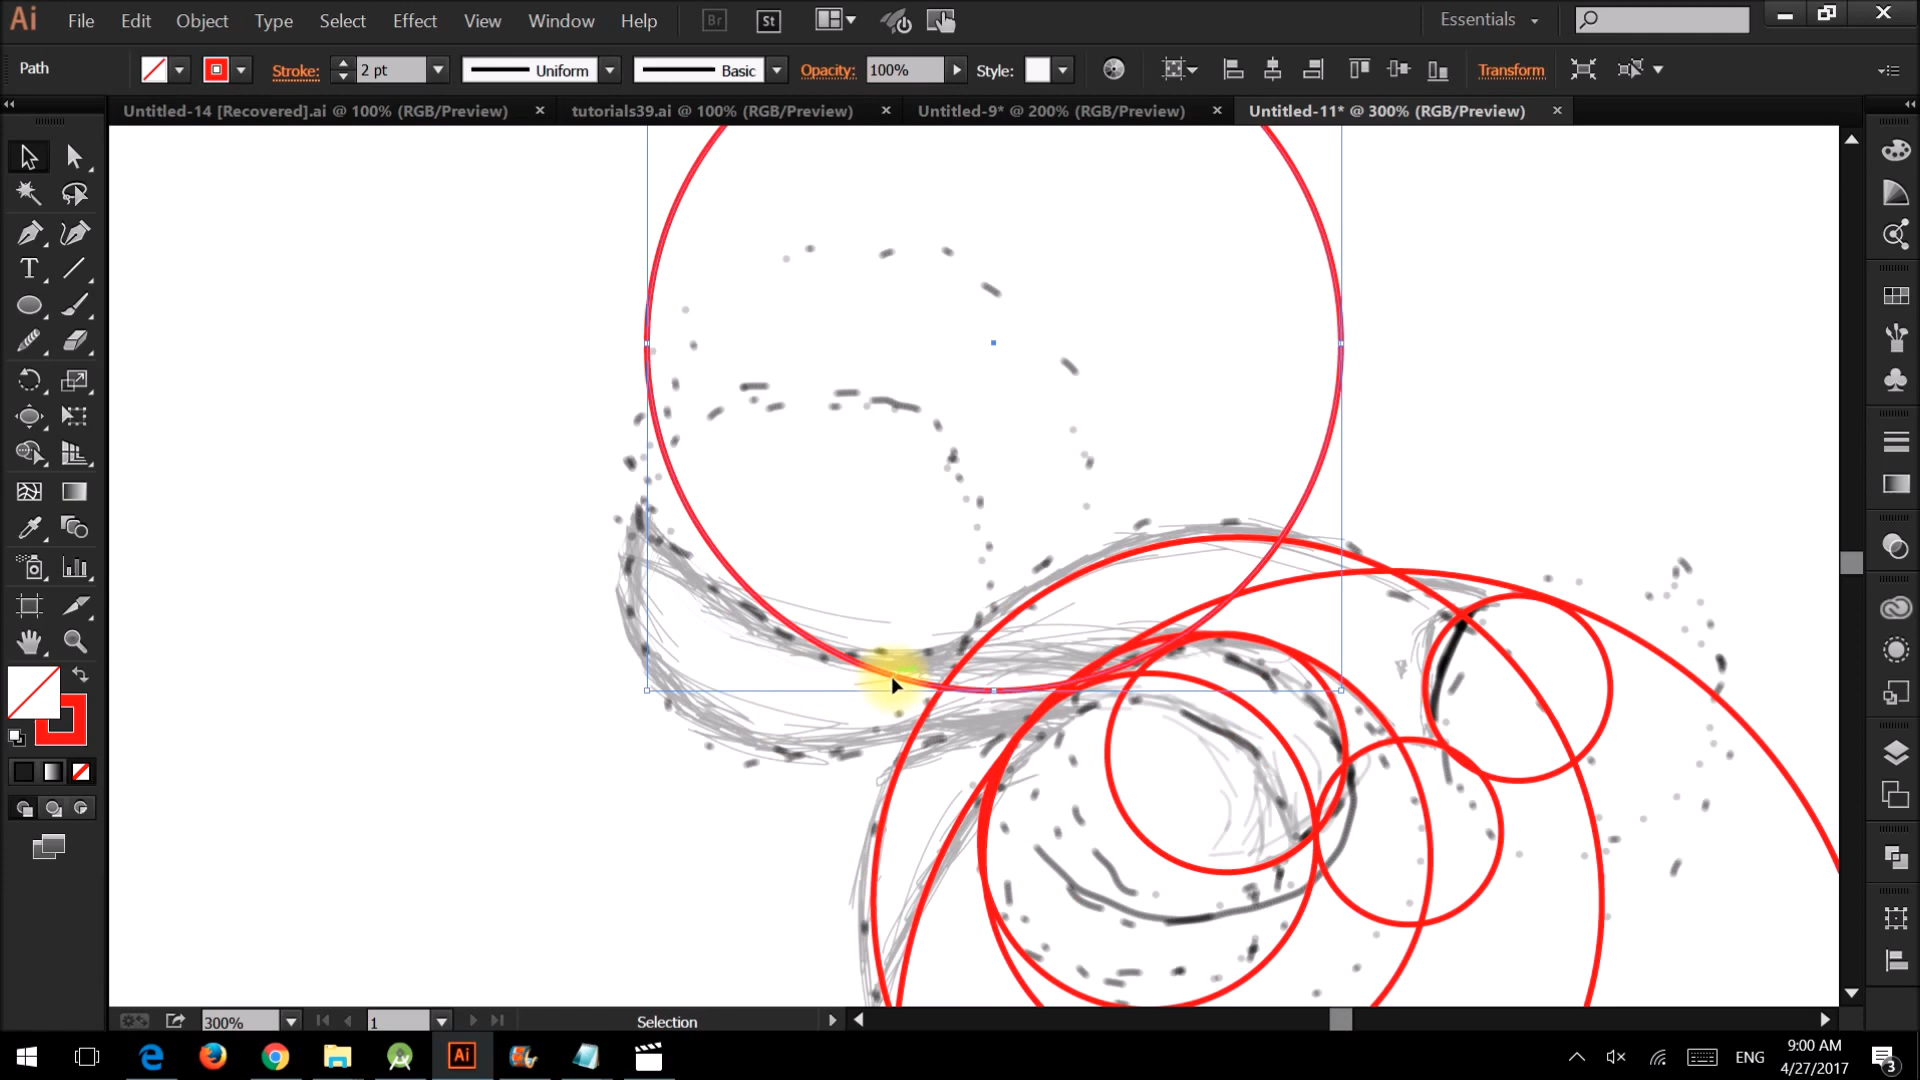 Ai File Edit Object Type Select Effect View Window Help Br St Essentials
Path Stroke: 2 pt Uniform Basic Opacity: 100% Style: Transform
Untitled-14 [Recovered].ai @ 100% (RGB/Preview) × tutorials39.ai @ 100% (RGB/Preview) × Untitled-9* @ 200% (RGB/Preview) × Untitled-11* @ 300% (RGB/Preview) ×
T
300% 1 Selection
Ai ENG 9:00 AM
4/27/2017 3